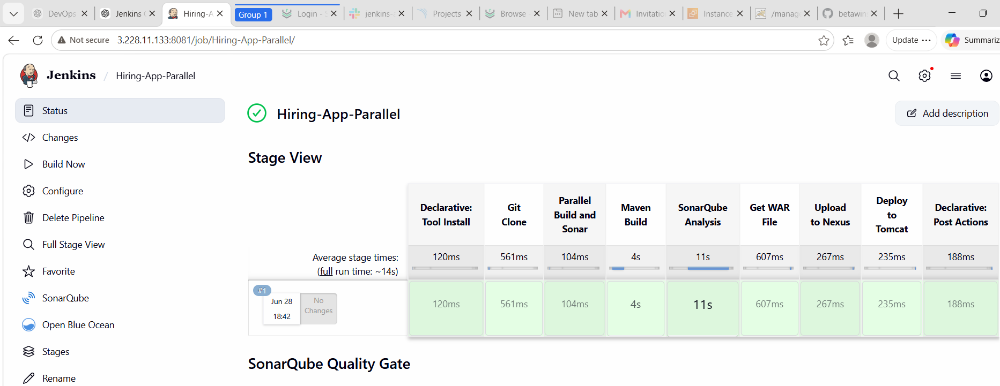 DevOps
Jenkins
Hiring-A
Group 1
Login - S
jenkins-
Projects
Browse -
New tab
Invitatio
Instance
/manag
betawin
Not secure
3.228.11.133:8081/job/Hiring-App-Parallel/
Update
Summariz
Jenkins / Hiring-App-Parallel
Status
Changes
Build Now
Configure
Delete Pipeline
Full Stage View
Favorite
SonarQube
Open Blue Ocean
Stages
Rename
Hiring-App-Parallel
Add description
Stage View
Declarative:
Tool Install
Git
Clone
Parallel
Build and
Sonar
Maven
Build
SonarQube
Analysis
Get WAR
File
Upload
to Nexus
Deploy
to
Tomcat
Declarative:
Post Actions
Average stage times:
(full run time: ~14s)
120ms 561ms 104ms 4s 11s 607ms 267ms 235ms 188ms
#1
Jun 28
18:42
No
Changes
120ms 561ms 104ms 4s 11s 607ms 267ms 235ms 188ms
SonarQube Quality Gate